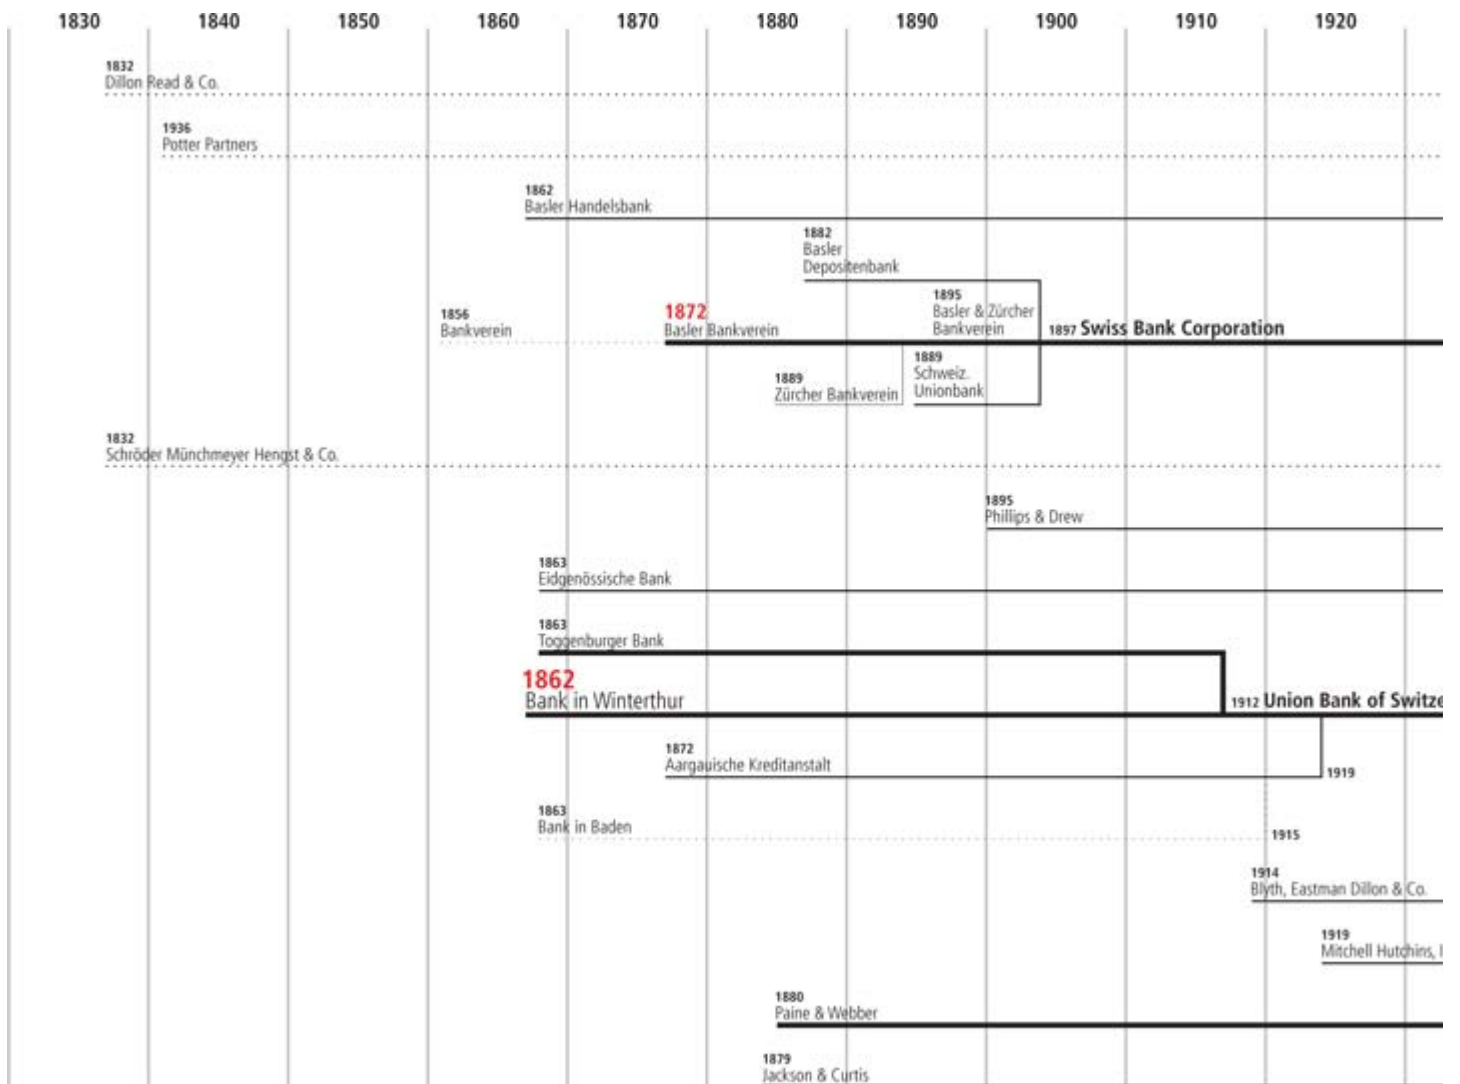 1830 1840 1850 1860 1870 1880 1890 1900 1910 1920
1832
Dillon Read & Co.
1936
Potter Partners
1862
Basler Handelsbank
1882
Basler
Depositenbank
1895
Basler & Zürcher
Bankverein
1856
Bankverein
1872
Basler Bankverein
1897 Swiss Bank Corporation
1889
Zürcher Bankverein
1889
Schweiz.
Unionbank
1832
Schröder Münchmeyer Hengst & Co.
1895
Phillips & Drew
1863
Eidgenössische Bank
1863
Toggenburger Bank
1862
Bank in Winterthur
1912 Union Bank of Switze
1872
Aargauische Kreditanstalt
1919
1863
Bank in Baden
1915
1914
Blyth, Eastman Dillon & Co.
1919
Mitchell Hutchins, I
1880
Paine & Webber
1879
Jackson & Curtis